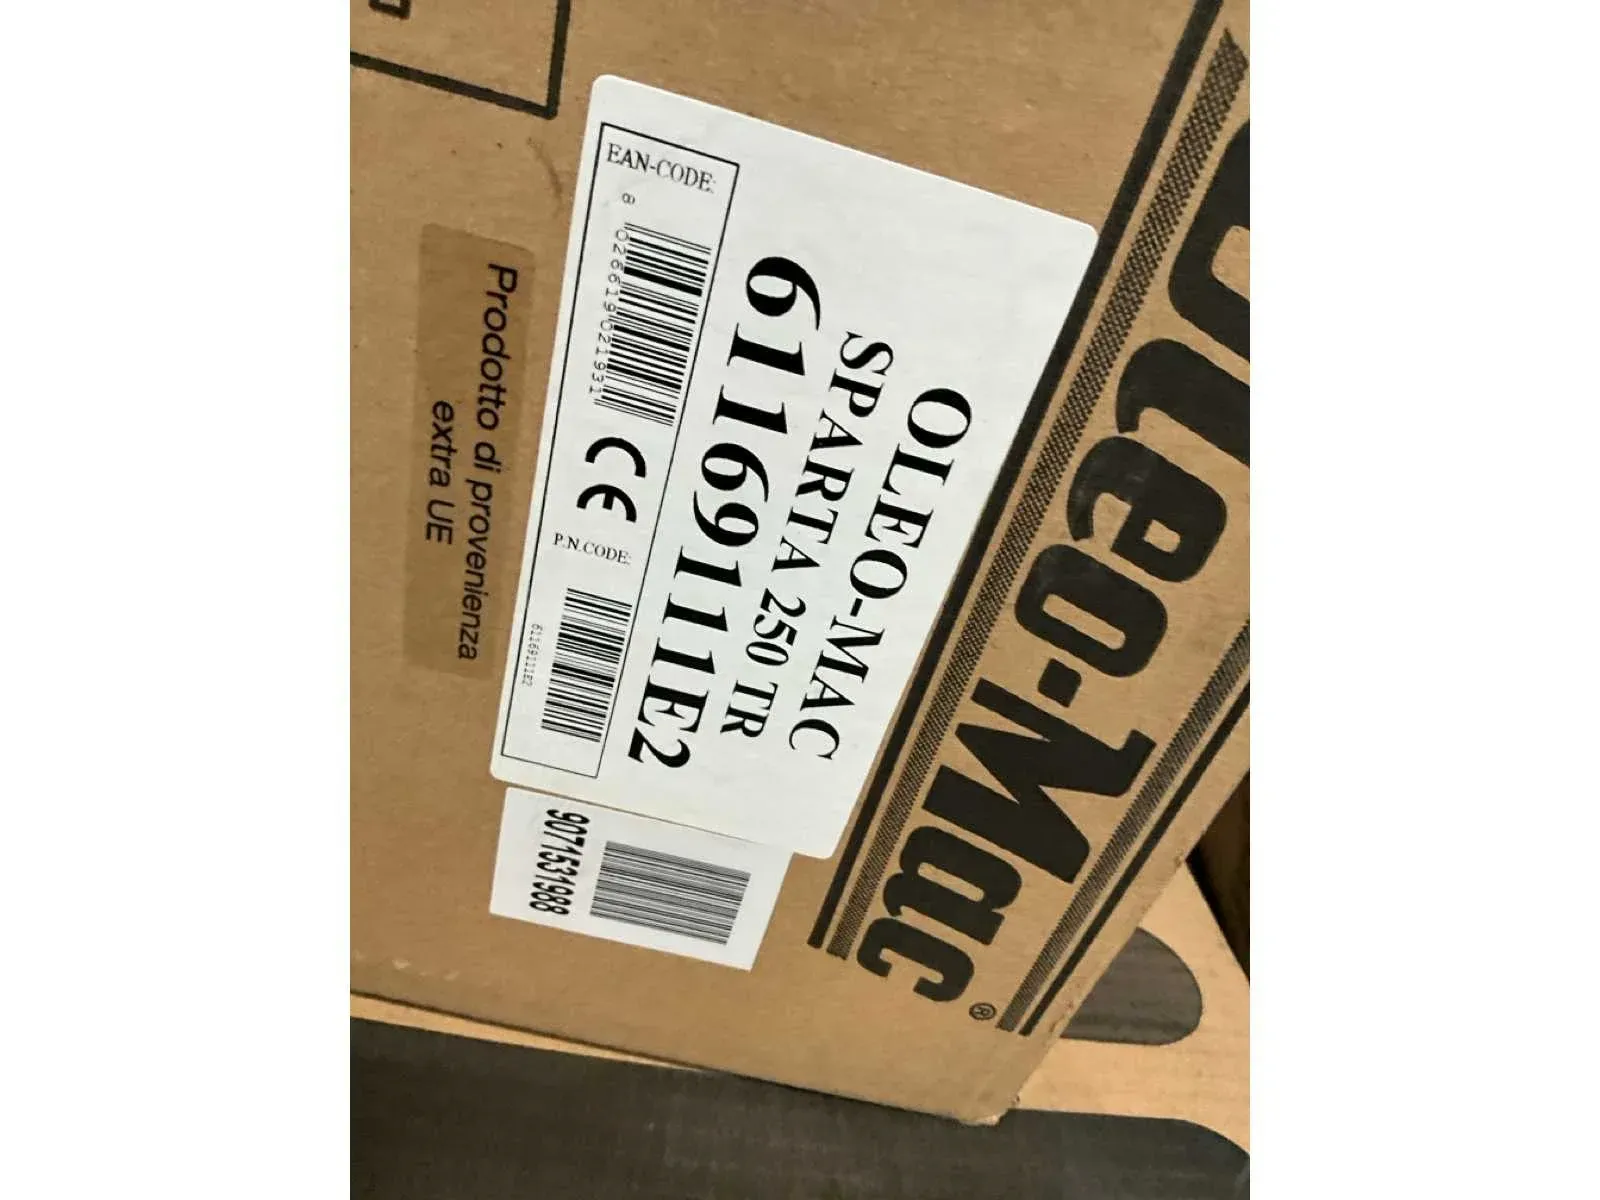 Oleo-Mac®
OLEO-MAC
SPARTA 250 TR
61169111E2
EAN-CODE:
8 026619 021931
CE
P.N.CODE:
61169111E2
9071531988
Prodotto di provenienza
extra UE